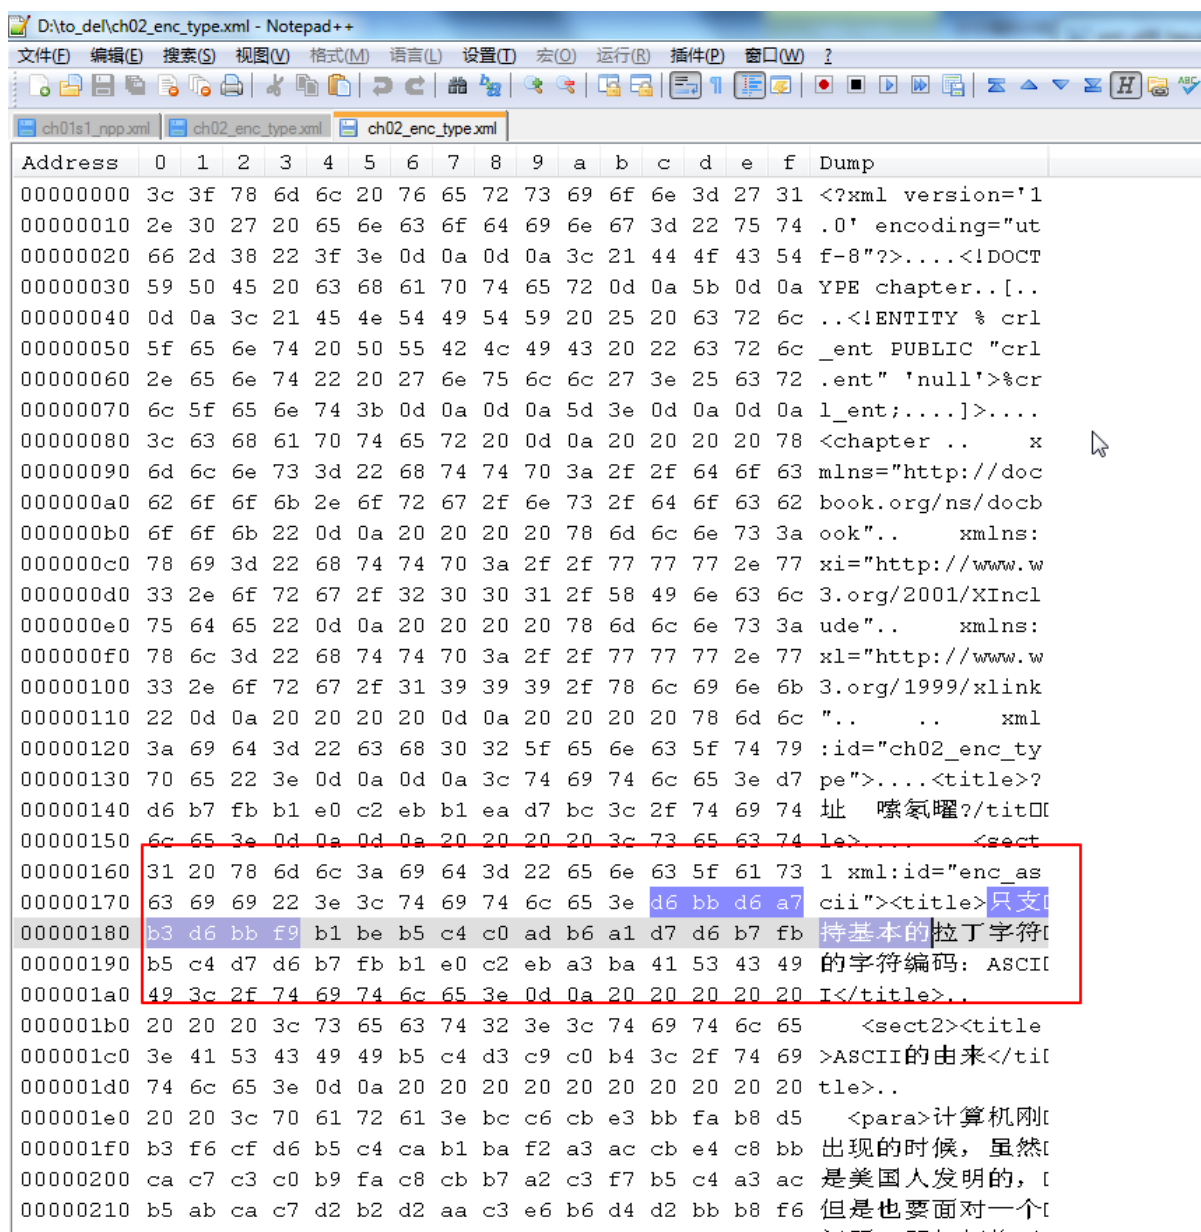 D:\to_del\ch02_enc_type.xml - Notepad++
文件(F) 编辑(E) 搜索(S) 视图(V) 格式(M) 语言(L) 设置(T) 宏(O) 运行(R) 插件(P) 窗口(W) ?
ch01s1_npp.xml ch02_enc_type.xml ch02_enc_type.xml
Address 0 1 2 3 4 5 6 7 8 9 a b c d e f Dump
00000000 3c 3f 78 6d 6c 20 76 65 72 73 69 6f 6e 3d 27 31 <?xml version='1
00000010 2e 30 27 20 65 6e 63 6f 64 69 6e 67 3d 22 75 74 .0' encoding="ut
00000020 66 2d 38 22 3f 3e 0d 0a 0d 0a 3c 21 44 4f 43 54 f-8"?>....<!DOCT
00000030 59 50 45 20 63 68 61 70 74 65 72 0d 0a 5b 0d 0a YPE chapter..[..
00000040 0d 0a 3c 21 45 4e 54 49 54 59 20 25 20 63 72 6c ..<!ENTITY % crl
00000050 5f 65 6e 74 20 50 55 42 4c 49 43 20 22 63 72 6c _ent PUBLIC "crl
00000060 2e 65 6e 74 22 20 27 6e 75 6c 6c 27 3e 25 63 72 .ent" 'null'>%cr
00000070 6c 5f 65 6e 74 3b 0d 0a 0d 0a 5d 3e 0d 0a 0d 0a l_ent;....]>....
00000080 3c 63 68 61 70 74 65 72 20 0d 0a 20 20 20 20 78 <chapter .. x
00000090 6d 6c 6e 73 3d 22 68 74 74 70 3a 2f 2f 64 6f 63 mlns="http://doc
000000a0 62 6f 6f 6b 2e 6f 72 67 2f 6e 73 2f 64 6f 63 62 book.org/ns/docb
000000b0 6f 6f 6b 22 0d 0a 20 20 20 20 78 6d 6c 6e 73 3a ook".. xmlns:
000000c0 78 69 3d 22 68 74 74 70 3a 2f 2f 77 77 77 2e 77 xi="http://www.w
000000d0 33 2e 6f 72 67 2f 32 30 30 31 2f 58 49 6e 63 6c 3.org/2001/XIncl
000000e0 75 64 65 22 0d 0a 20 20 20 20 78 6d 6c 6e 73 3a ude".. xmlns:
000000f0 78 6c 3d 22 68 74 74 70 3a 2f 2f 77 77 77 2e 77 xl="http://www.w
00000100 33 2e 6f 72 67 2f 31 39 39 39 2f 78 6c 69 6e 6b 3.org/1999/xlink
00000110 22 0d 0a 20 20 20 20 0d 0a 20 20 20 20 78 6d 6c ".. .. xml
00000120 3a 69 64 3d 22 63 68 30 32 5f 65 6e 63 5f 74 79 :id="ch02_enc_ty
00000130 70 65 22 3e 0d 0a 0d 0a 3c 74 69 74 6c 65 3e d7 pe">....<title>?
00000140 d6 b7 fb b1 e0 c2 eb b1 ea d7 bc 3c 2f 74 69 74 址 嗦氪曜?/tit
00000150 6c 65 3e 0d 0a 0d 0a 20 20 20 20 3c 73 65 63 74 le>.... <sect
00000160 31 20 78 6d 6c 3a 69 64 3d 22 65 6e 63 5f 61 73 1 xml:id="enc_as
00000170 63 69 69 22 3e 3c 74 69 74 6c 65 3e d6 bb d6 a7 cii"><title>只支
00000180 b3 d6 bb f9 b1 be b5 c4 c0 ad b6 a1 d7 d6 b7 fb 持基本的拉丁字符
00000190 b5 c4 d7 d6 b7 fb b1 e0 c2 eb a3 ba 41 53 43 49 的字符编码：ASCI
000001a0 49 3c 2f 74 69 74 6c 65 3e 0d 0a 20 20 20 20 20 I</title>..
000001b0 20 20 20 3c 73 65 63 74 32 3e 3c 74 69 74 6c 65 <sect2><title
000001c0 3e 41 53 43 49 49 b5 c4 d3 c9 c0 b4 3c 2f 74 69 >ASCII的由来</ti
000001d0 74 6c 65 3e 0d 0a 20 20 20 20 20 20 20 20 20 20 tle>..
000001e0 20 20 3c 70 61 72 61 3e bc c6 cb e3 bb fa b8 d5 <para>计算机刚
000001f0 b3 f6 cf d6 b5 c4 ca b1 ba f2 a3 ac cb e4 c8 bb 出现的时候，虽然
00000200 ca c7 c3 c0 b9 fa c8 cb b7 a2 c3 f7 b5 c4 a3 ac 是美国人发明的，
00000210 b5 ab ca c7 d2 b2 d2 aa c3 e6 b6 d4 d2 bb b8 f6 但是也要面对一个